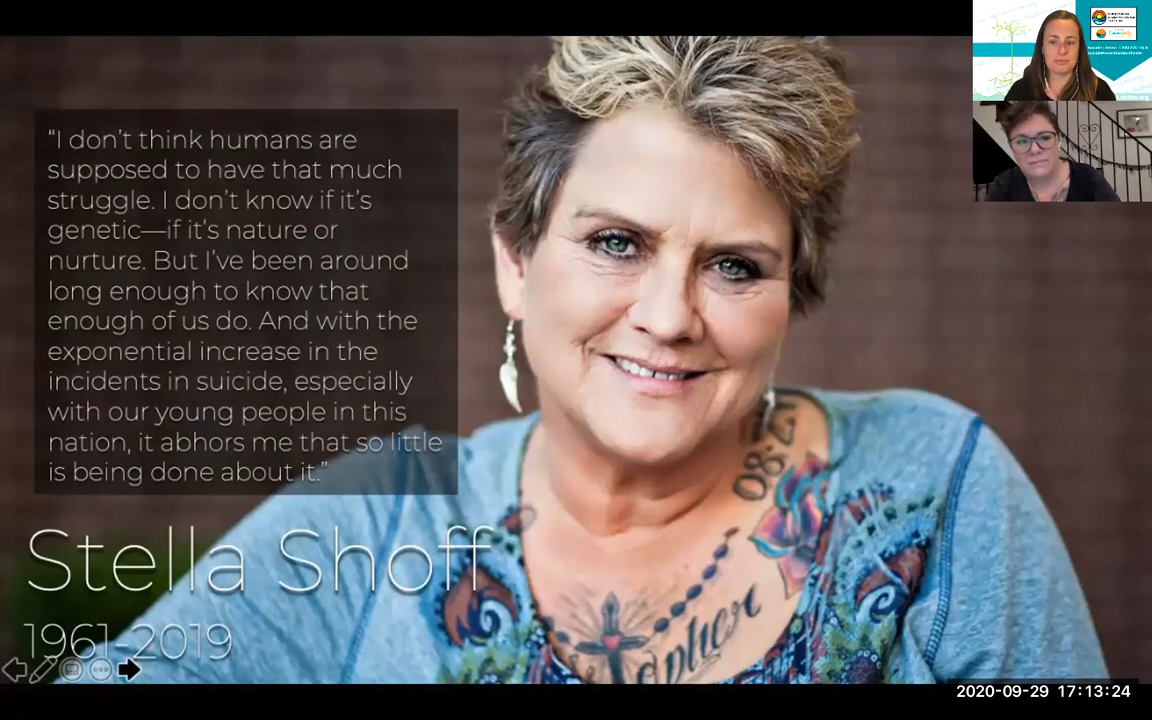 “I don’t think humans are
supposed to have that much
struggle. I don’t know if it’s
genetic—if it’s nature or
nurture. But I’ve been around
long enough to know that
enough of us do. And with the
exponential increase in the
incidents in suicide, especially
with our young people in this
nation, it abhors me that so little
is being done about it.”
Stella Shoff
1961-2019
08:21
opher
2020-09-29 17:13:24